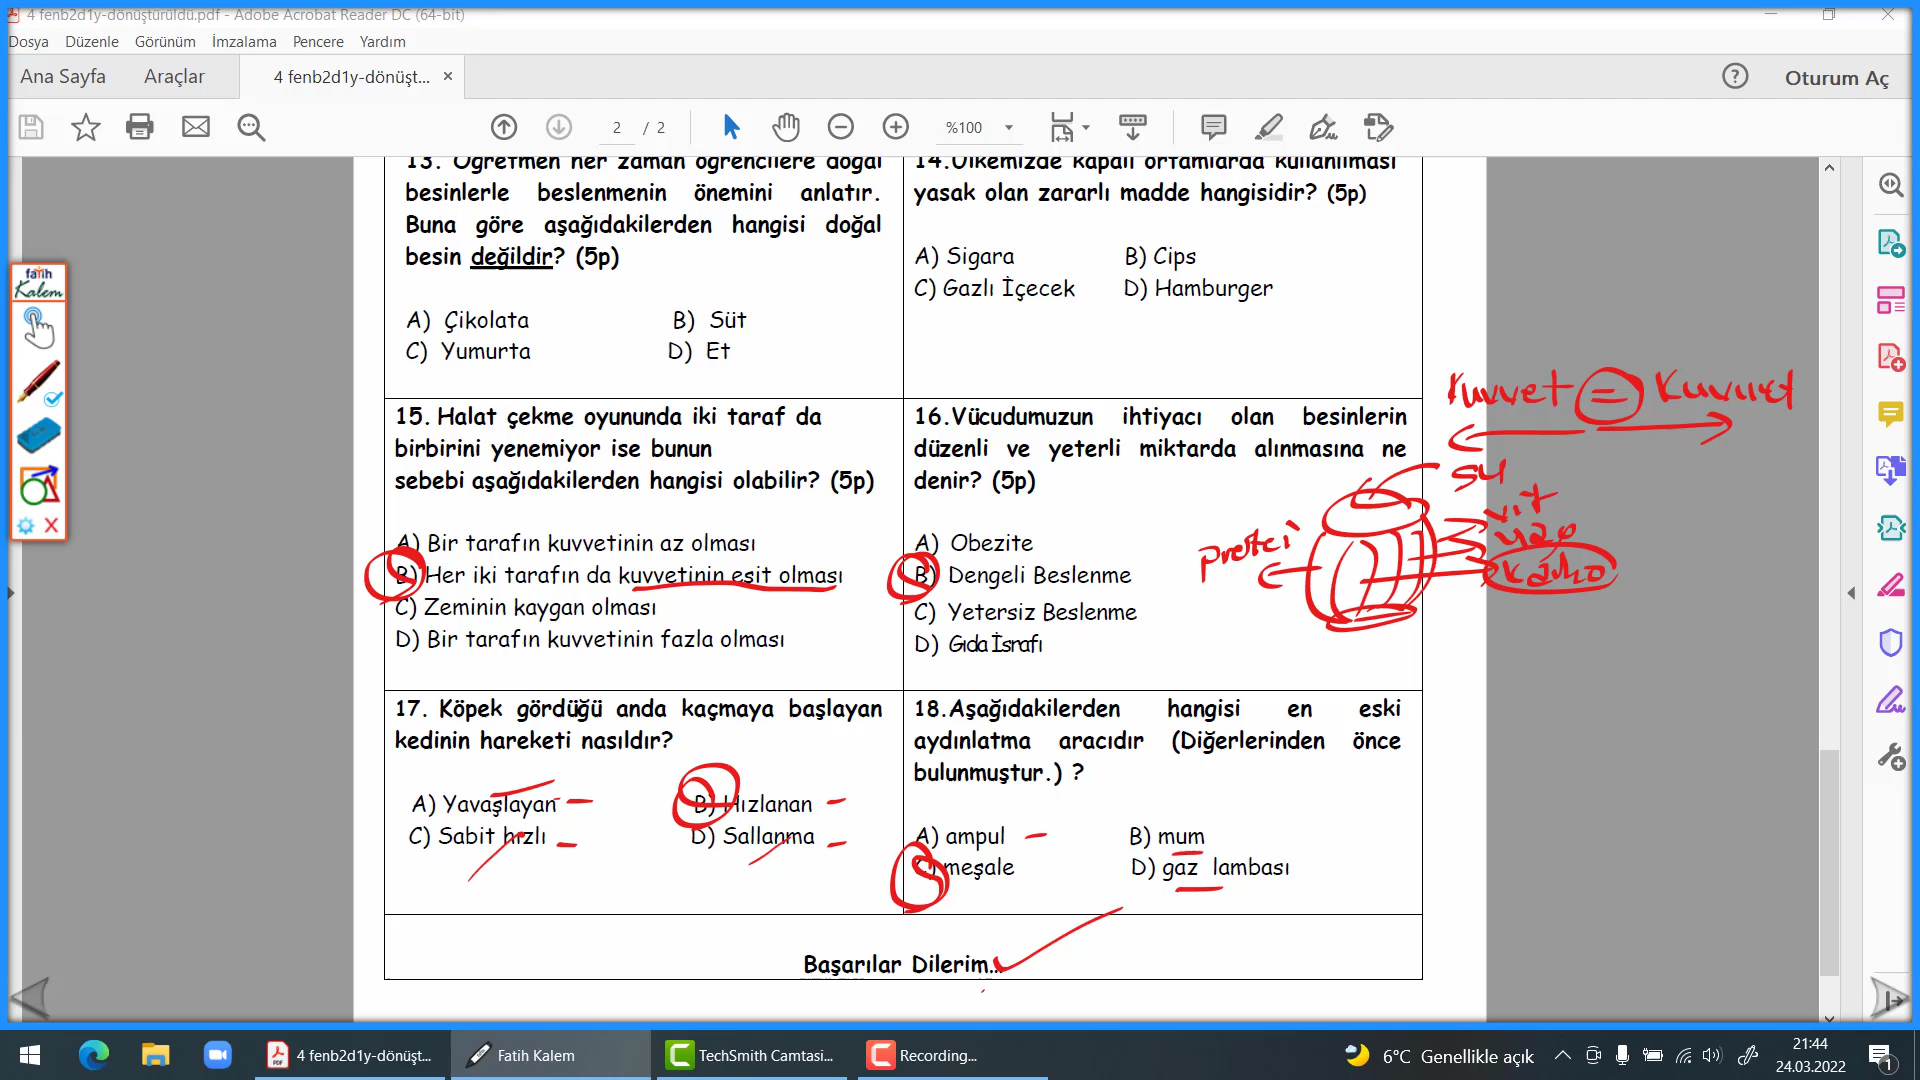 4 fenb2d1y-dönüştürüldü.pdf - Adobe Acrobat Reader DC (64-bit)
Dosya Düzenle Görünüm İmzalama Pencere Yardım
Ana Sayfa Araçlar 4 fenb2d1y-dönüşt... × Oturum Aç
2 / 2 %100
13. Öğretmen her zaman öğrencilere doğal
besinlerle beslenmenin önemini anlatır.
Buna göre aşağıdakilerden hangisi doğal
besin değildir? (5p)
A) Çikolata B) Süt
C) Yumurta D) Et
14.Ülkemizde kapalı ortamlarda kullanılması
yasak olan zararlı madde hangisidir? (5p)
A) Sigara B) Cips
C) Gazlı İçecek D) Hamburger
fatih
Kalem
15. Halat çekme oyununda iki taraf da
birbirini yenemiyor ise bunun
sebebi aşağıdakilerden hangisi olabilir? (5p)
A) Bir tarafın kuvvetinin az olması
B) Her iki tarafın da kuvvetinin eşit olması
C) Zeminin kaygan olması
D) Bir tarafın kuvvetinin fazla olması
16.Vücudumuzun ihtiyacı olan besinlerin
düzenli ve yeterli miktarda alınmasına ne
denir? (5p)
A) Obezite
B) Dengeli Beslenme
C) Yetersiz Beslenme
D) Gıda İsrafı
kuvvet = kuvvet
su
vit
protei
17. Köpek gördüğü anda kaçmaya başlayan
kedinin hareketi nasıldır?
A) Yavaşlayan B) Hızlanan
C) Sabit hızlı D) Sallanma
18.Aşağıdakilerden hangisi en eski
aydınlatma aracıdır (Diğerlerinden önce
bulunmuştur.) ?
A) ampul B) mum
C) meşale D) gaz lambası
Başarılar Dilerim...
4 fenb2d1y-dönüşt... Fatih Kalem TechSmith Camtasi... Recording... 6°C Genellikle açık 21:44
24.03.2022
1